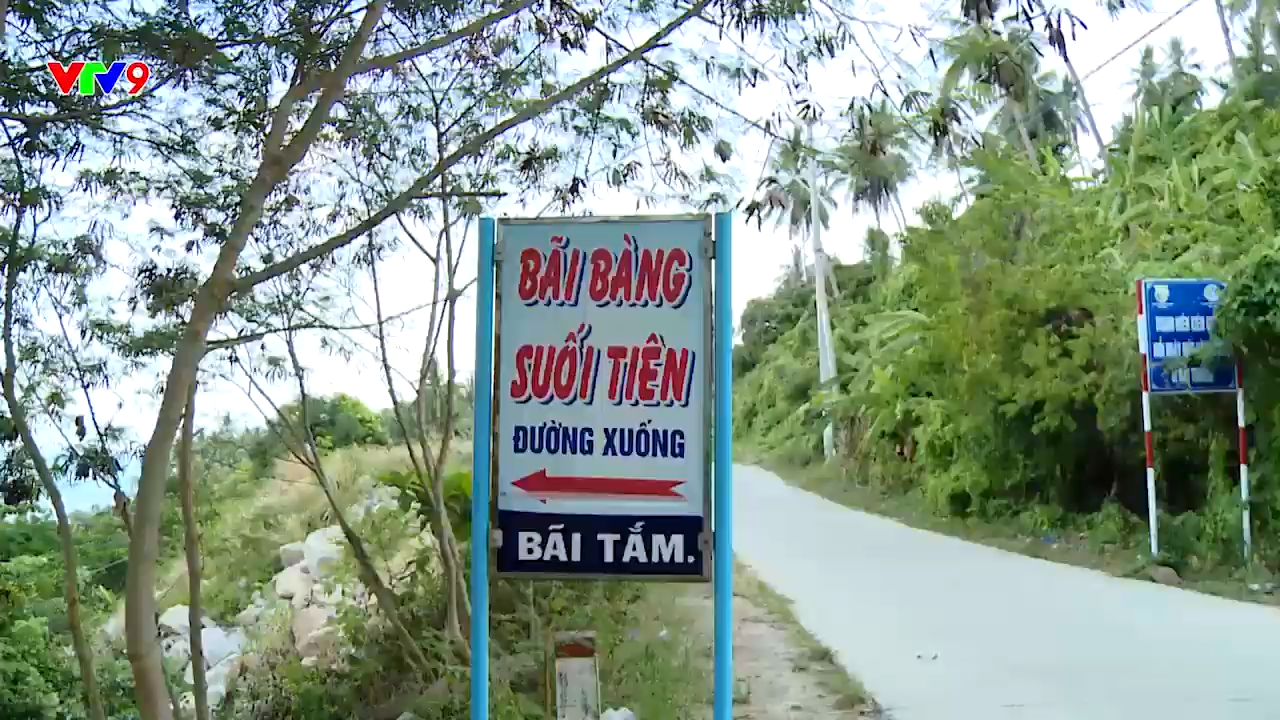 VTV9
BÃI BÀNG
SUỐI TIÊN
ĐƯỜNG XUỐNG
BÃI TẮM.